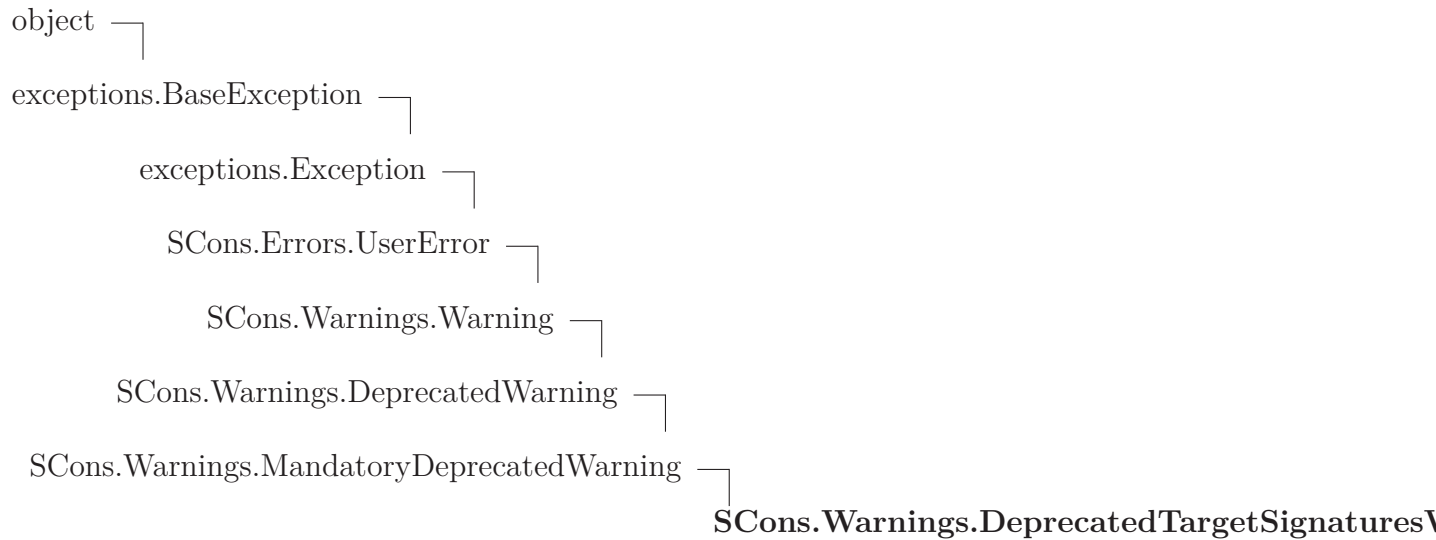 object
exceptions.BaseException
exceptions.Exception
SCons.Errors.UserError
SCons.Warnings.Warning
SCons.Warnings.DeprecatedWarning
SCons.Warnings.MandatoryDeprecatedWarning
SCons.Warnings.DeprecatedTargetSignatures